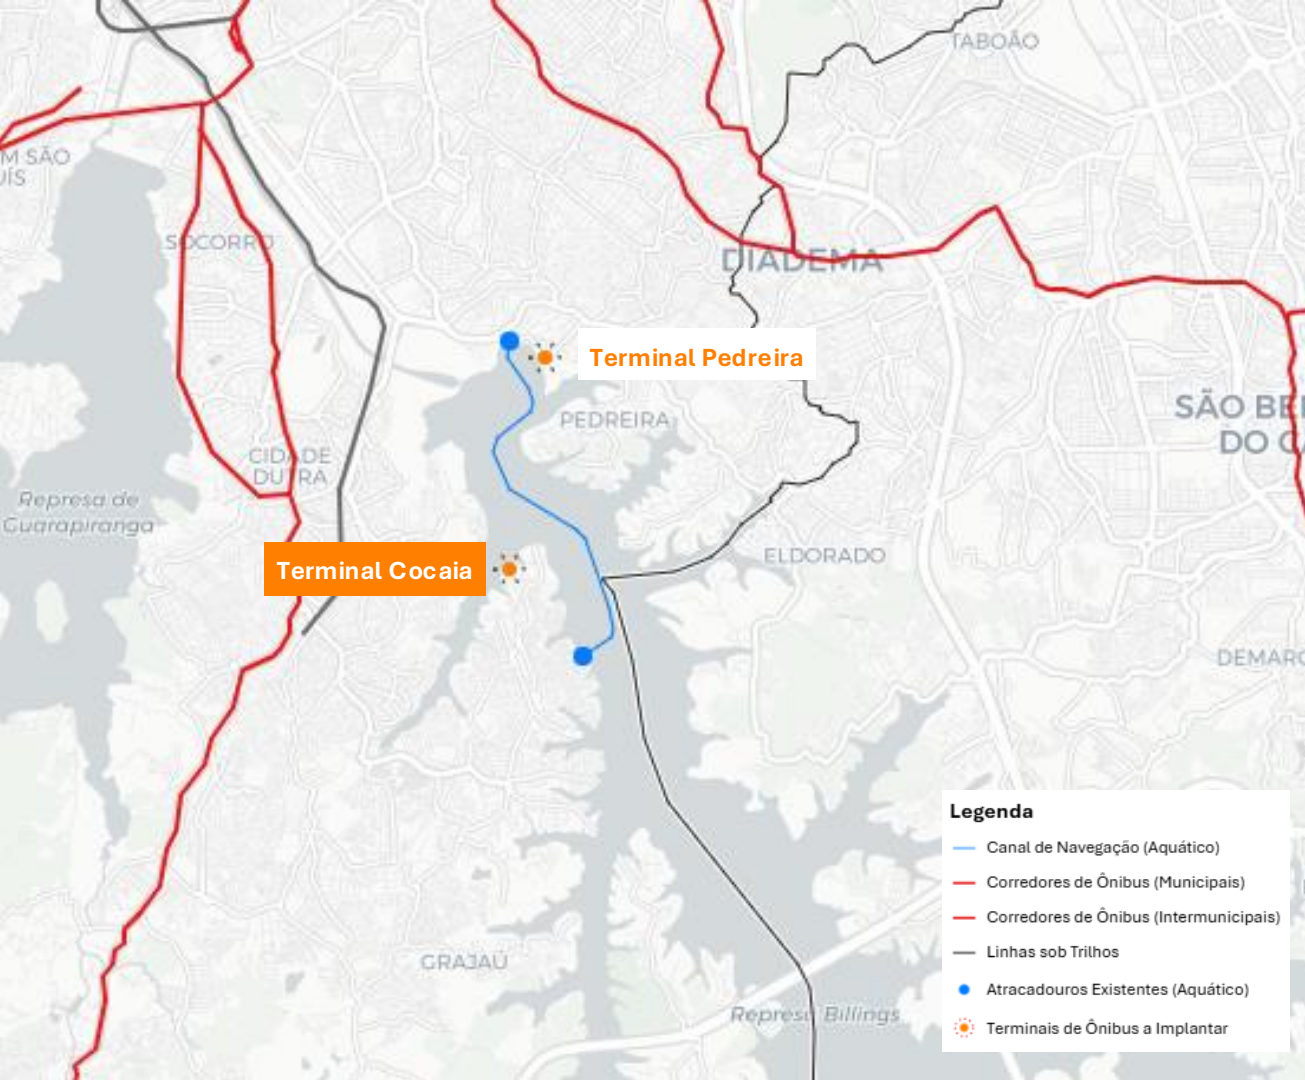 TABOÃO
M SÃO
UÍS
SOCORRO
DIADEMA
Terminal Pedreira
PEDREIRA
SÃO BE
DO CA
CIDADE
DUTRA
Represa de
Guarapiranga
ELDORADO
Terminal Cocaia
DEMARC
Legenda
Canal de Navegação (Aquático)
Corredores de Ônibus (Municipais)
Corredores de Ônibus (Intermunicipais)
Linhas sob Trilhos
Atracadouros Existentes (Aquático)
Terminais de Ônibus a Implantar
GRAJAÚ
Represa Billings